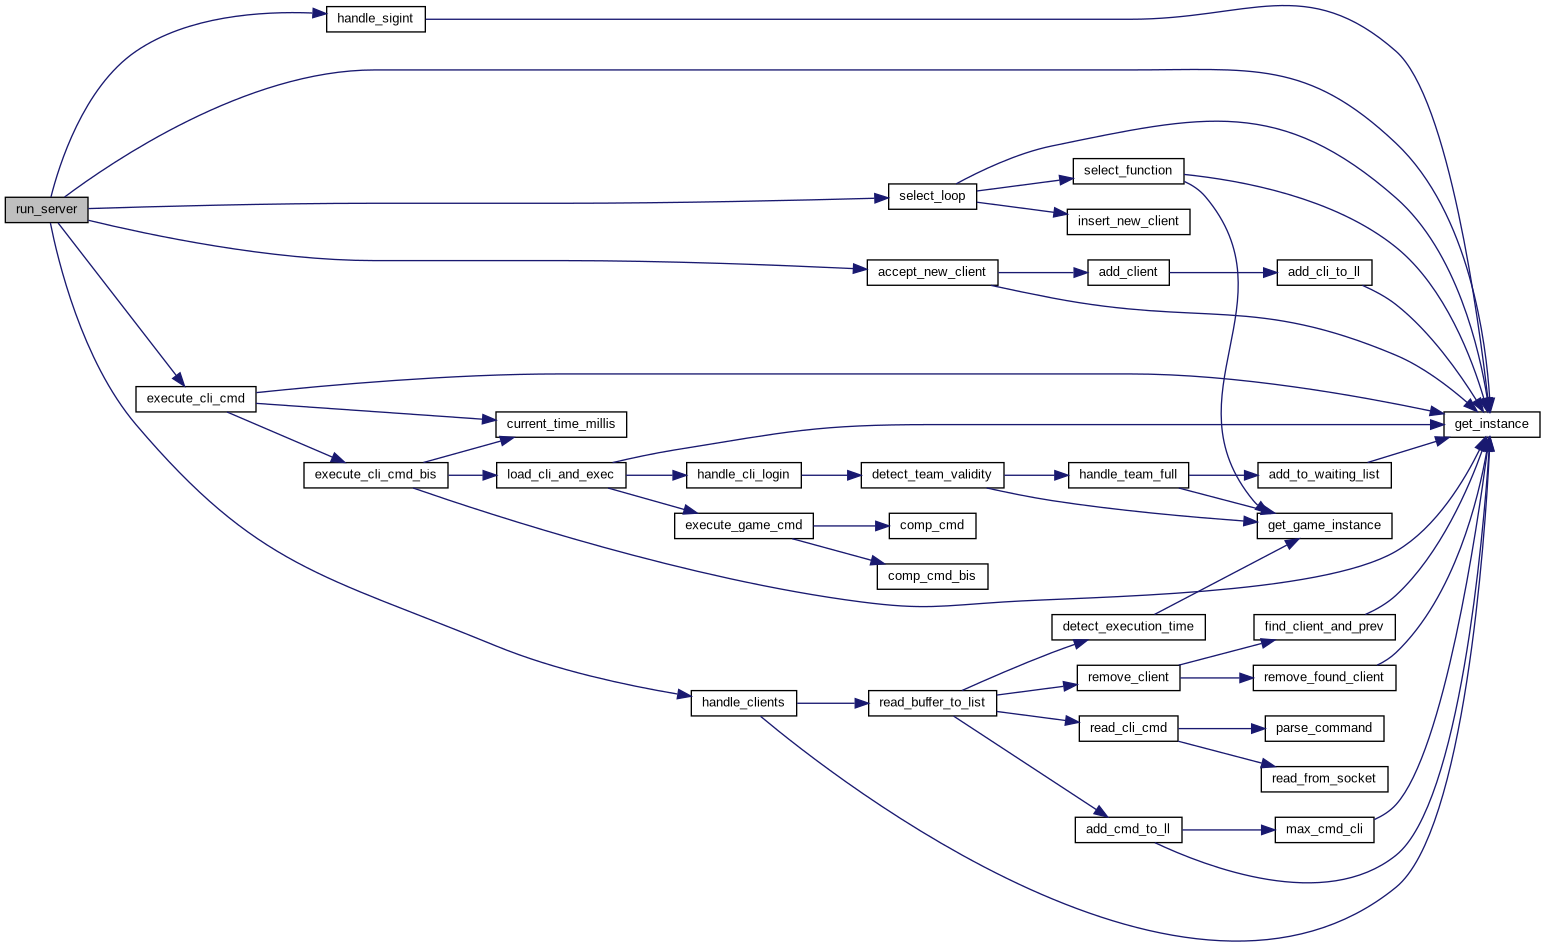 handle_sigint
select_function
run_server
select_loop
insert_new_client
accept_new_client
add_client
add_cli_to_ll
execute_cli_cmd
current_time_millis
get_instance
execute_cli_cmd_bis
load_cli_and_exec
handle_cli_login
detect_team_validity
handle_team_full
add_to_waiting_list
execute_game_cmd
comp_cmd
get_game_instance
comp_cmd_bis
detect_execution_time
find_client_and_prev
remove_client
remove_found_client
handle_clients
read_buffer_to_list
read_cli_cmd
parse_command
read_from_socket
add_cmd_to_ll
max_cmd_cli